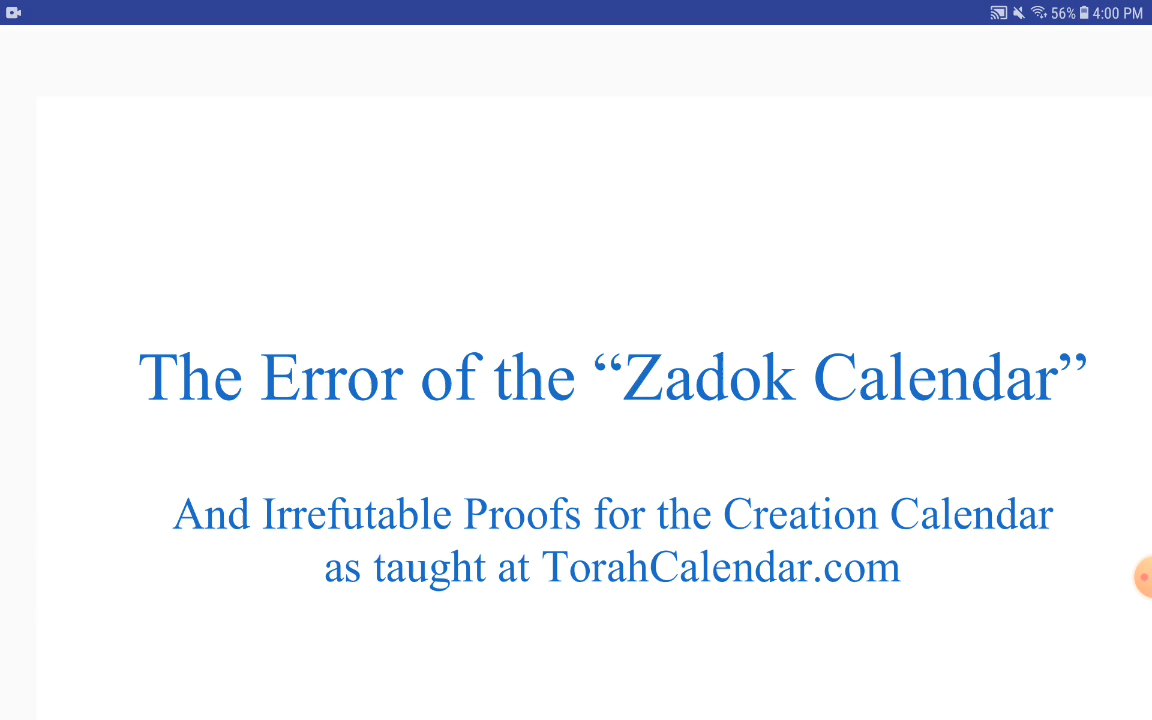 56% 4:00 PM
The Error of the “Zadok Calendar”
And Irrefutable Proofs for the Creation Calendar
as taught at TorahCalendar.com